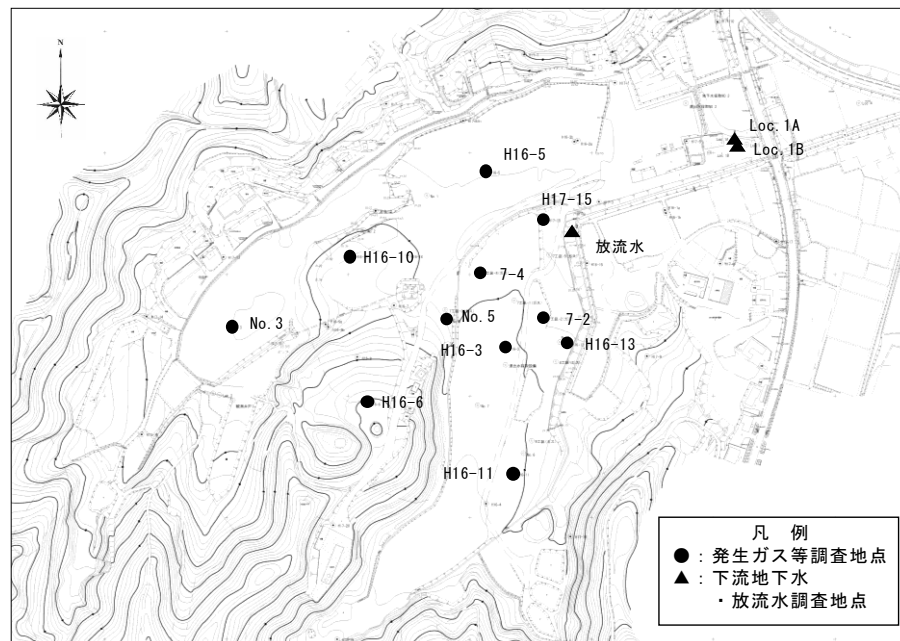 N
Loc. 1A
Loc. 1B
H16-5
H17-15
放流水
H16-10
7-4
No. 3
No. 5
7-2
H16-3
H16-13
H16-6
H16-11
凡 例
● : 発生ガス等調査地点
▲ : 下流地下水
・放流水調査地点